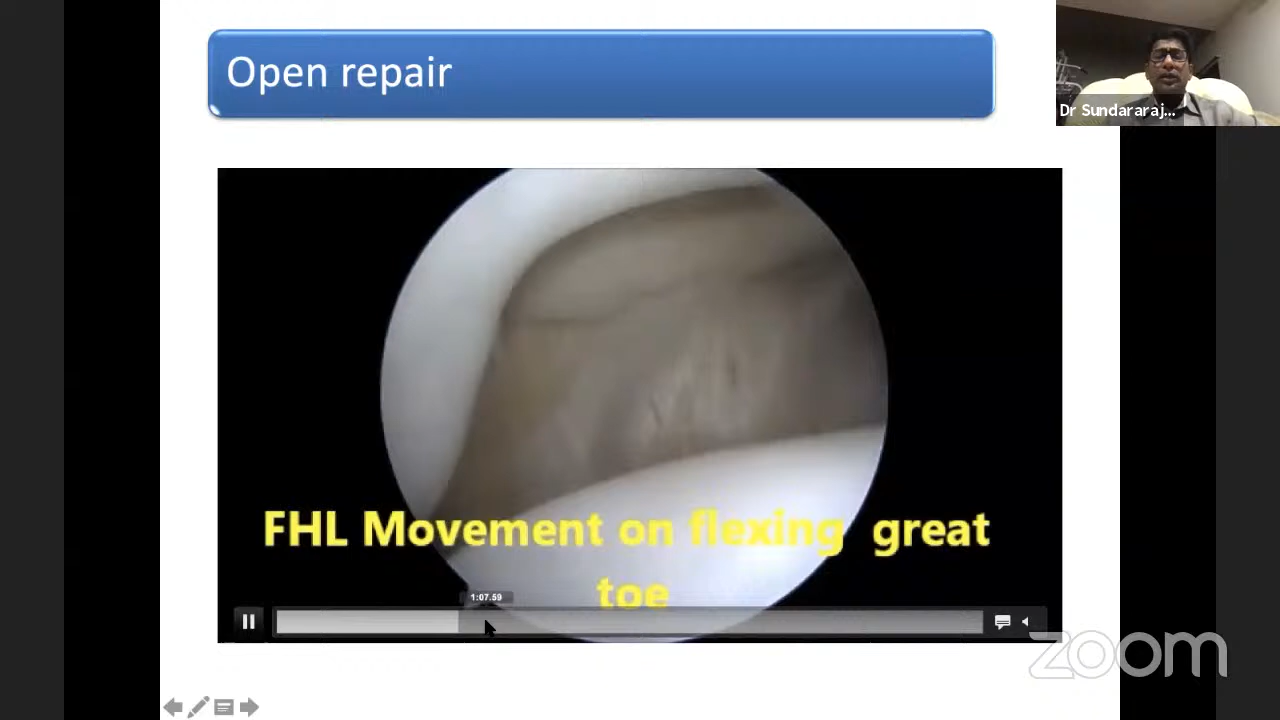 Open repair
Dr Sundararaj...
FHL Movement on flexing great
toe
1:07.59
zoom